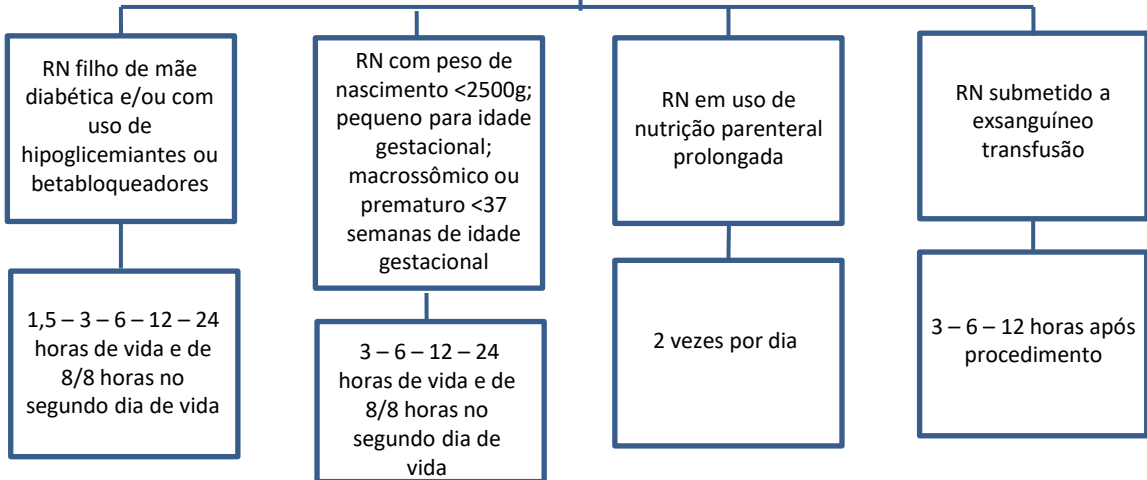 RN filho de mãe
diabética e/ou com
uso de
hipoglicemiantes ou
betabloqueadores
1,5 – 3 – 6 – 12 – 24
horas de vida e de
8/8 horas no
segundo dia de vida
RN com peso de
nascimento <2500g;
pequeno para idade
gestacional;
macrossômico ou
prematuro <37
semanas de idade
gestacional
3 – 6 – 12 – 24
horas de vida e de
8/8 horas no
segundo dia de
vida
RN em uso de
nutrição parenteral
prolongada
2 vezes por dia
RN submetido a
exsanguíneo
transfusão
3 – 6 – 12 horas após
procedimento